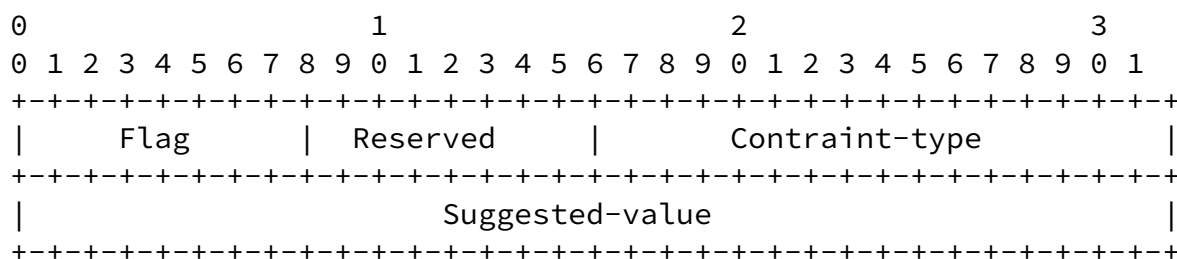 0                   1                   2                   3
0 1 2 3 4 5 6 7 8 9 0 1 2 3 4 5 6 7 8 9 0 1 2 3 4 5 6 7 8 9 0 1
+-+-+-+-+-+-+-+-+-+-+-+-+-+-+-+-+-+-+-+-+-+-+-+-+-+-+-+-+-+-+-+-+
|     Flag      |  Reserved     |       Contraint-type          |
+-+-+-+-+-+-+-+-+-+-+-+-+-+-+-+-+-+-+-+-+-+-+-+-+-+-+-+-+-+-+-+-+
|                       Suggested-value                         |
+-+-+-+-+-+-+-+-+-+-+-+-+-+-+-+-+-+-+-+-+-+-+-+-+-+-+-+-+-+-+-+-+